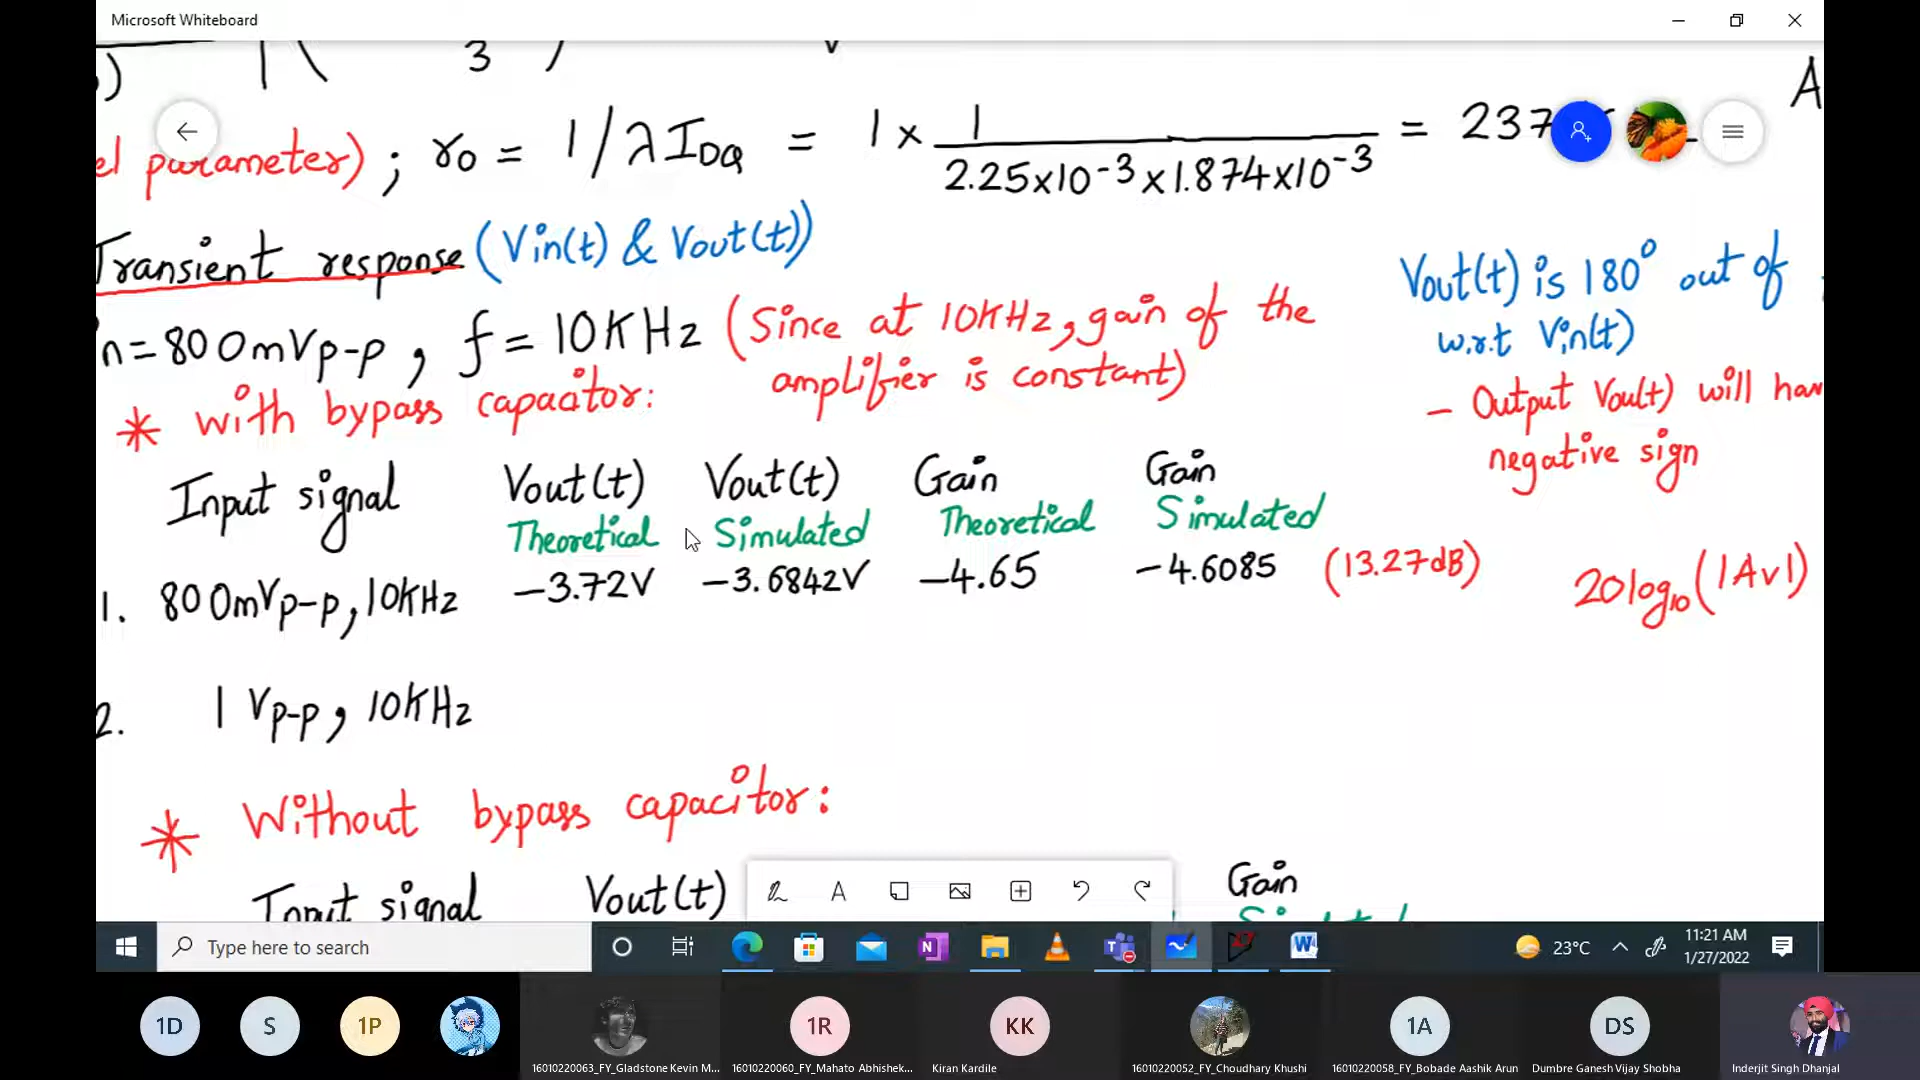 Microsoft Whiteboard
3
el parameter) ; ro = 1/λIDQ = 1 × 1 / 2.25x10-3x1.874x10-3 = 237
A
Transient response (Vin(t) & Vout(t))
n=800mVp-p, f = 10KHz (Since at 10KHz, gain of the
amplifier is constant)
Vout(t) is 180° out of
w.r.t Vin(t)
- Output Vout(t) will hav
negative sign
* with bypass capacitor:
Input signal Vout(t) Vout(t) Gain Gain
Theoretical Simulated Theoretical Simulated
1. 800mVp-p, 10KHz -3.72V -3.6842V -4.65 -4.6085 (13.27dB) 20log10(|Av|)
2. 1 Vp-p, 10KHz
* Without bypass capacitor:
Input signal Vout(t) Gain
Type here to search
23°C
11:21 AM
1/27/2022
1D
S
1P
1R
KK
1A
DS
16010220063_FY_Gladstone Kevin M...
16010220060_FY_Mahato Abhishek...
Kiran Kardile
16010220052_FY_Choudhary Khushi
16010220058_FY_Bobade Aashik Arun
Dumbre Ganesh Vijay Shobha
Inderjit Singh Dhanjal